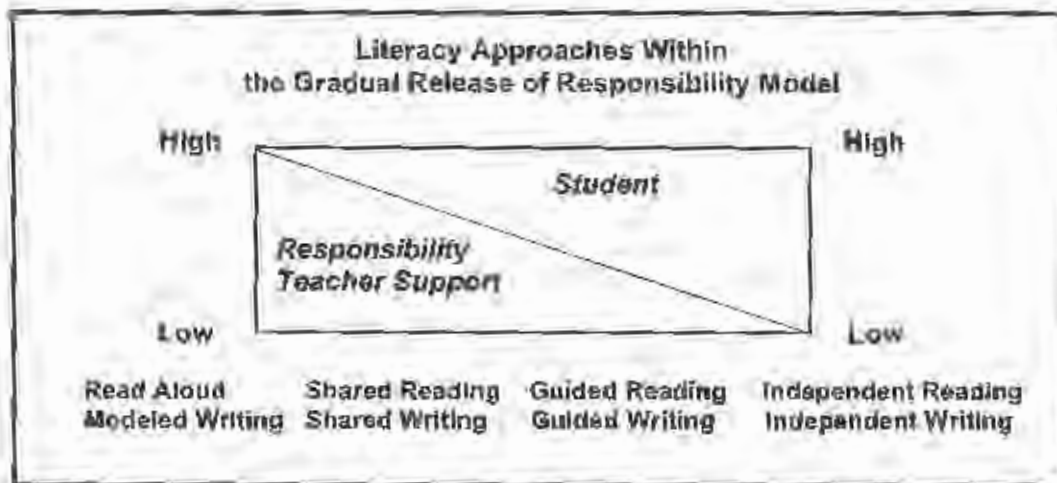 Literacy Approaches Within
the Gradual Release of Responsibility Model
High
High
Student
Responsibility
Teacher Support
Low
Low
Read Aloud Shared Reading Guided Reading Independent Reading
Modeled Writing Shared Writing Guided Writing Independent Writing